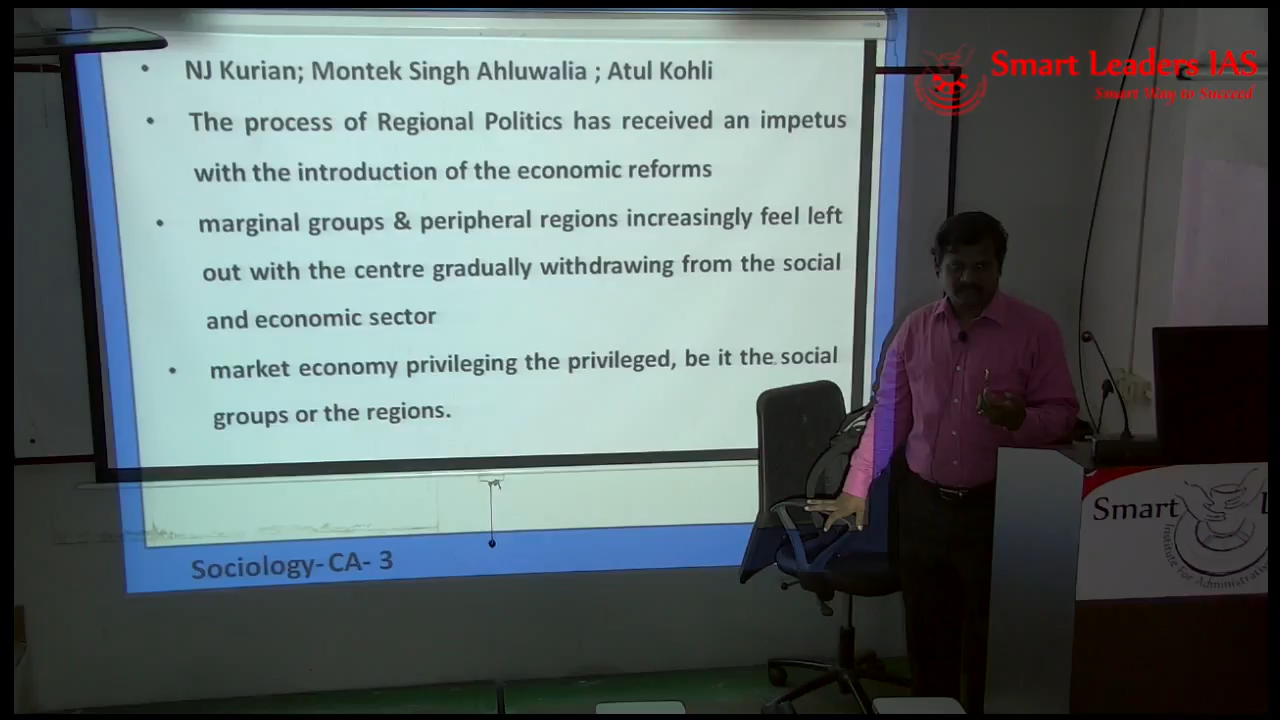 • NJ Kurian; Montek Singh Ahluwalia ; Atul Kohli
• The process of Regional Politics has received an impetus
with the introduction of the economic reforms
• marginal groups & peripheral regions increasingly feel left
out with the centre gradually withdrawing from the social
and economic sector
• market economy privileging the privileged, be it the social
groups or the regions.
Sociology- CA- 3
Smart Leaders IAS
Smart Way to Succeed
Smart L
Institute For Administrati